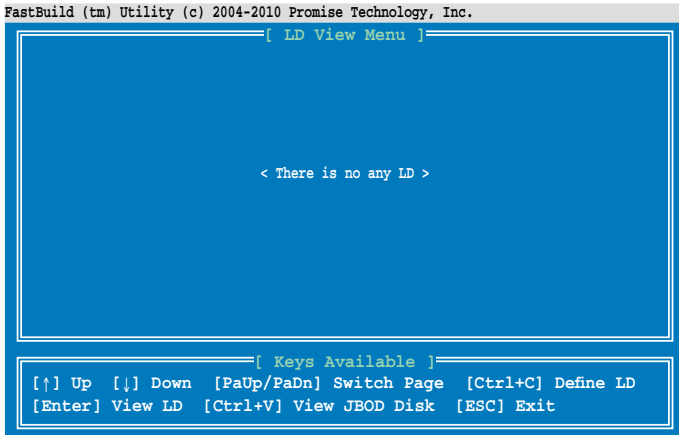 FastBuild (tm) Utility (c) 2004-2010 Promise Technology, Inc.
[ LD View Menu ]
< There is no any LD >
[ Keys Available ]
[↑] Up [↓] Down [PaUp/PaDn] Switch Page [Ctrl+C] Define LD
[Enter] View LD [Ctrl+V] View JBOD Disk [ESC] Exit